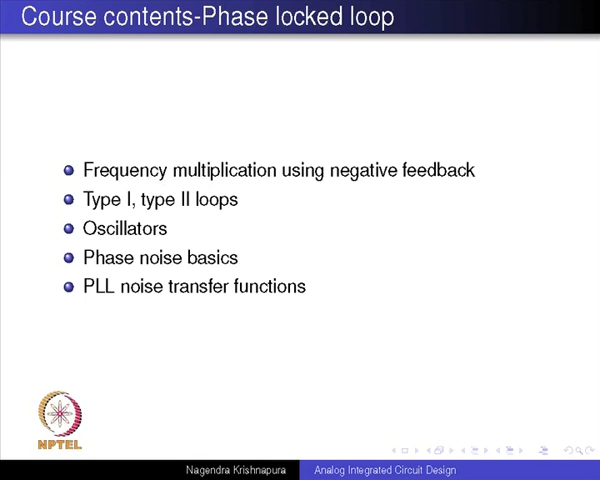 Course contents-Phase locked loop
Frequency multiplication using negative feedback
Type I, type II loops
Oscillators
Phase noise basics
PLL noise transfer functions
NPTEL
Nagendra Krishnapura
Analog Integrated Circuit Design